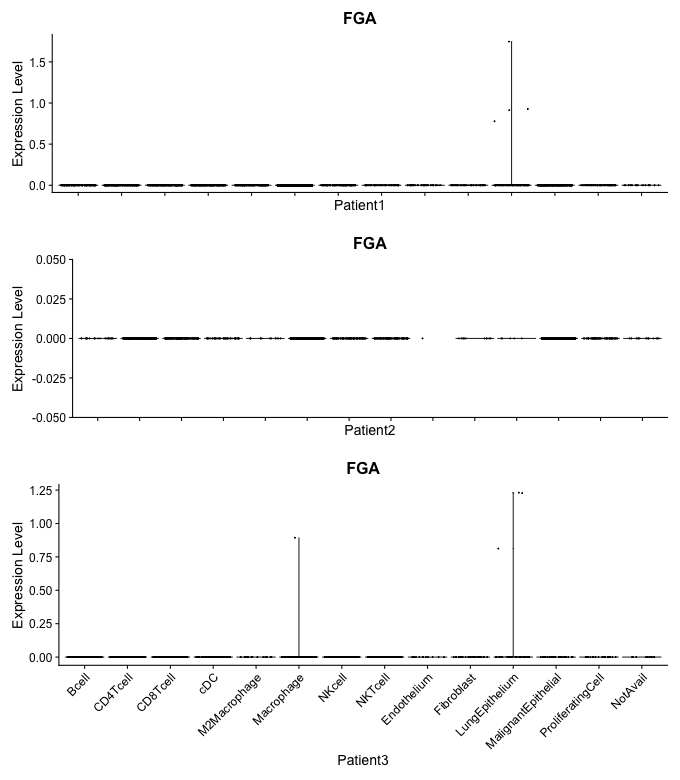 FGA
Expression Level
1.5
1.0
0.5
0.0
Patient1
FGA
Expression Level
0.050
0.025
0.000
-0.025
-0.050
Patient2
FGA
Expression Level
1.25
1.00
0.75
0.50
0.25
0.00
Bcell
CD4Tcell
CD8Tcell
cDC
M2Macrophage
Macrophage
NKcell
NKTcell
Endothelium
Fibroblast
LungEpithelium
MalignantEpithelial
ProliferatingCell
NotAvail
Patient3